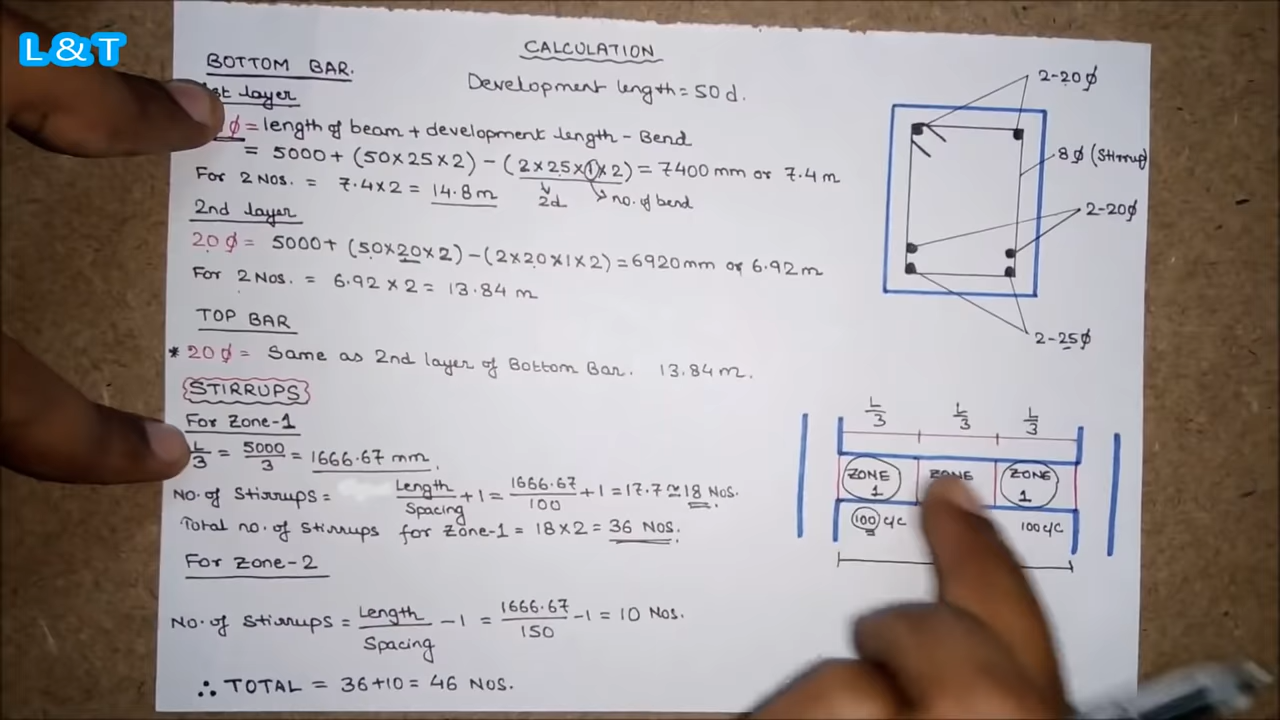 L&T
CALCULATION
BOTTOM BAR.
Development length = 50 d.
1st layer
φ = length of beam + development length - Bend
= 5000 + (50×25×2) - (2×25×1×2) = 7400 mm or 7.4 m
2d
no. of bend
For 2 Nos. = 7.4×2 = 14.8 m
2nd layer
20 φ = 5000 + (50×20×2) - (2×20×1×2) = 6920 mm or 6.92 m
For 2 Nos. = 6.92 × 2 = 13.84 m
TOP BAR
* 20 φ = Same as 2nd layer of Bottom Bar. 13.84 m.
STIRRUPS
For Zone-1
L/3 = 5000/3 = 1666.67 mm.
No. of Stirrups = Length/Spacing + 1 = 1666.67/100 + 1 = 17.7 ≅ 18 Nos.
Total no. of Stirrups for Zone-1 = 18 × 2 = 36 Nos.
For Zone-2
No. of Stirrups = Length/Spacing - 1 = 1666.67/150 - 1 = 10 Nos.
∴ TOTAL = 36+10 = 46 NOS.
2-20φ
8φ (Stirrup)
2-20φ
2-25φ
L/3 L/3 L/3
ZONE 1
ZONE
ZONE 1
100 c/c
100 c/c